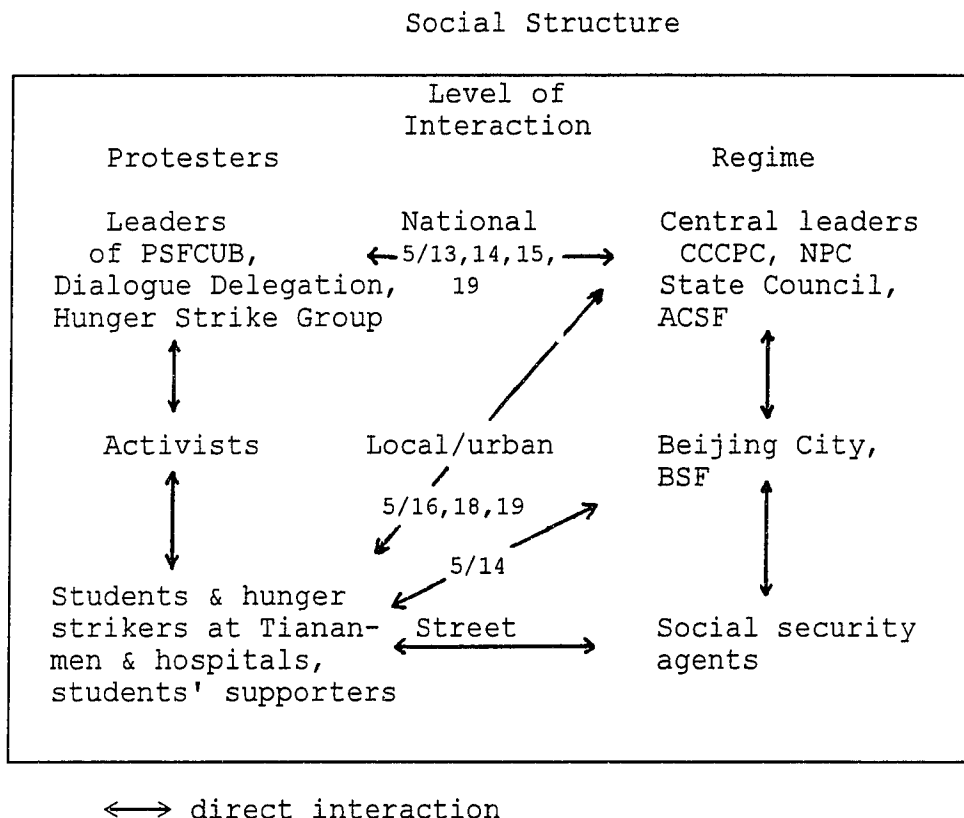 Social Structure
Level of
Interaction
Protesters Regime
Leaders National Central leaders
of PSFCUB, 5/13,14,15, CCCPC, NPC
Dialogue Delegation, 19 State Council,
Hunger Strike Group ACSF
Activists Local/urban Beijing City,
BSF
5/16,18,19
5/14
Students & hunger
strikers at Tianan- Street Social security
men & hospitals, agents
students' supporters
direct interaction